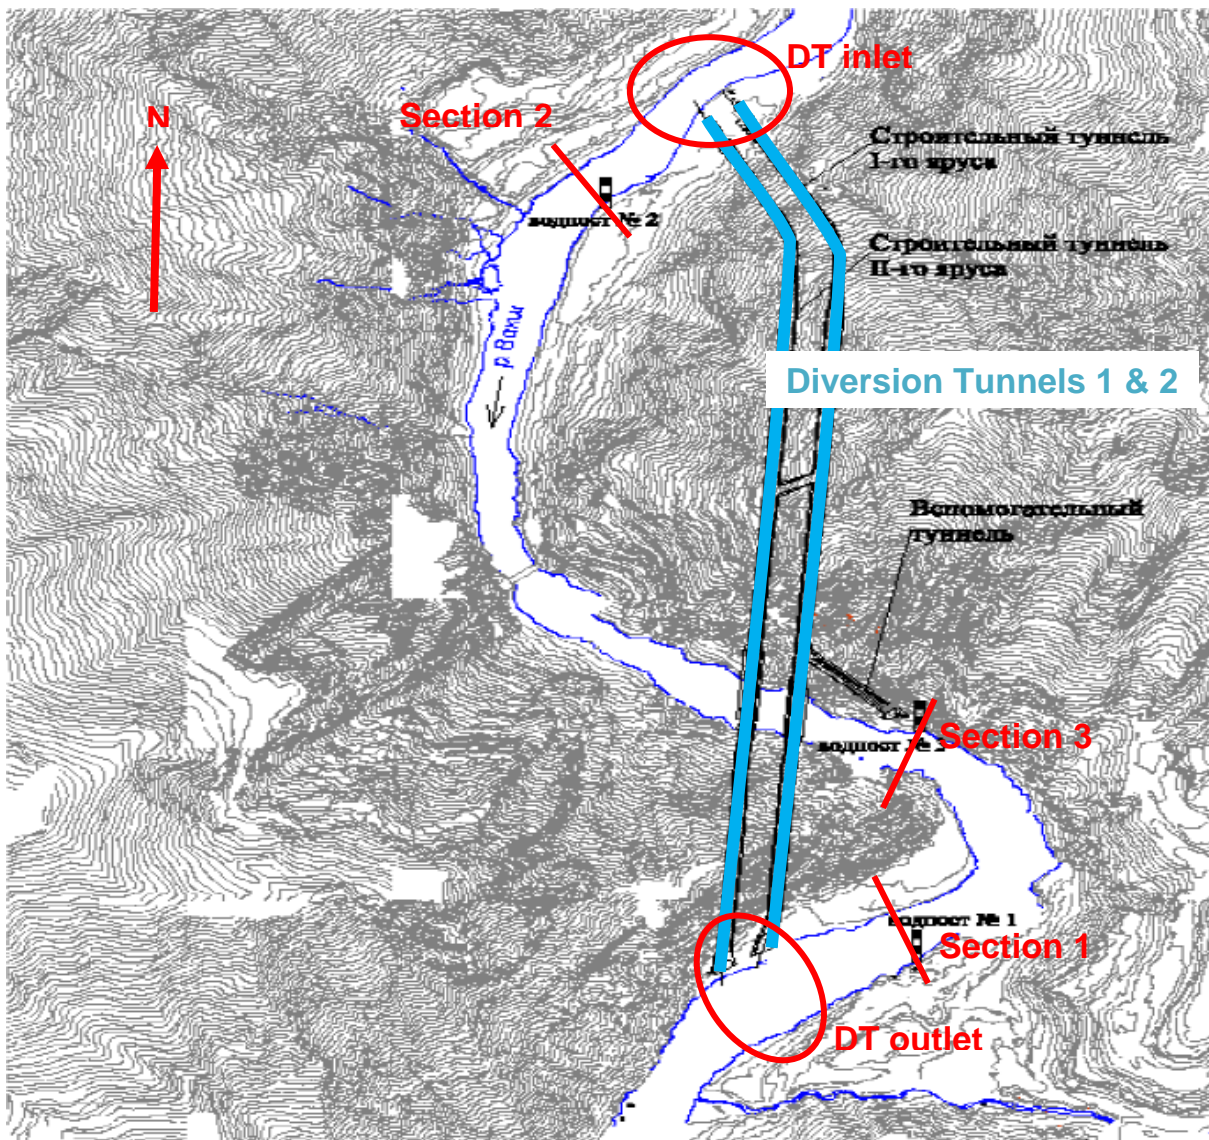 DT inlet
Section 2
N
Строительный туннель
I-го яруса
водпост № 2
Строительный туннель
II-го яруса
р Вахш
Diversion Tunnels 1 & 2
Вспомогательный
туннель
водпост № 3
Section 3
водпост № 1
Section 1
DT outlet